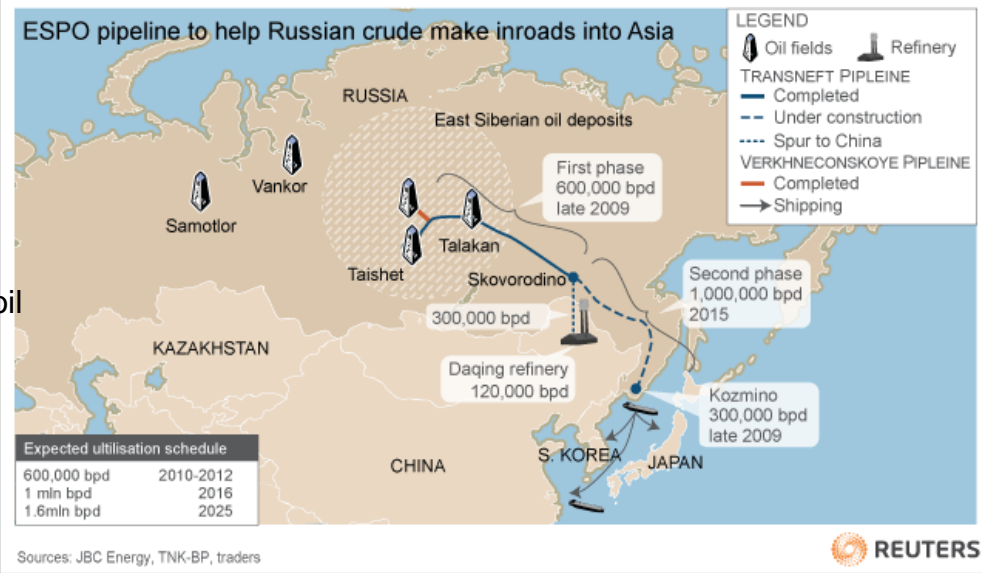 ESPO pipeline to help Russian crude make inroads into Asia
LEGEND
Oil fields
Refinery
TRANSNEFT PIPLEINE
Completed
Under construction
Spur to China
VERKHNECONSKOYE PIPLEINE
Completed
Shipping
RUSSIA
East Siberian oil deposits
First phase
600,000 bpd
late 2009
Vankor
Samotlor
Talakan
Taishet
Skovorodino
Second phase
1,000,000 bpd
2015
oil
300,000 bpd
KAZAKHSTAN
Daqing refinery
120,000 bpd
Kozmino
300,000 bpd
late 2009
Expected ultilisation schedule
600,000 bpd 2010-2012
1 mln bpd 2016
1.6mln bpd 2025
CHINA
S. KOREA
JAPAN
Sources: JBC Energy, TNK-BP, traders
REUTERS